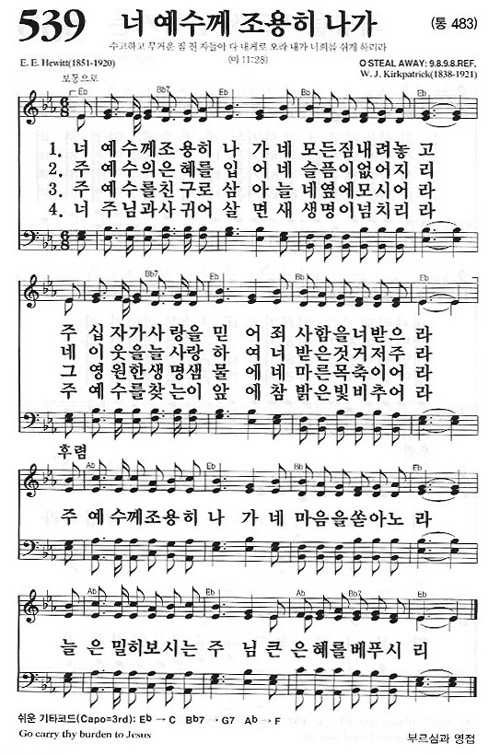 539 너 예수께 조용히 나가 (통 483)
수고하고 무거운 짐 진 자들아 다 내게로 오라 내가 너희를 쉬게 하리라
(마 11:28)
E. E. Hewitt(1851-1920) O STEAL AWAY: 9.8.9.8.REF.
보통으로 W. J. Kirkpatrick(1838-1921)
Eb Bb7 Eb Bb
1. 너 예수께조용히 나 가 네 모든짐내려놓 고
2. 주 예수의은혜를 입 어 네 슬픔이없어지 리
3. 주 예수를친구로 삼 아 늘 네옆에모시어 라
4. 너 주님과사귀어 살 면 새 생명이넘치리 라
Eb Bb7 Eb Bb7 Eb
주 십자가사랑을 믿 어 죄 사함을너받으 라
네 이웃을늘사랑 하 여 너 받은것거저주 라
그 영원한생명샘 물 에 네 마른목축이어 라
주 예수를찾는이 앞 에 참 밝은빛비추어 라
후렴
Ab Eb Bb7 Eb
주 예수께조용히 나 가 네 마음을쏟아노 라
Ab Eb Ab Eb Bb7 Eb
늘 은밀히보시는 주 님 큰 은혜를베푸시 리
쉬운 기타코드(Capo=3rd): Eb → C Bb7 → G7 Ab → F
Go carry thy burden to Jesus 부르심과 영접